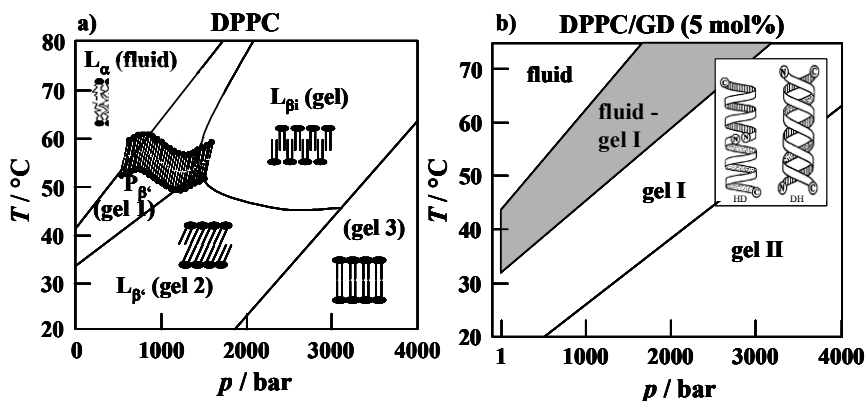 a) DPPC
80
70
60
50
40
30
20
T / °C
0 1000 2000 3000 4000
p / bar
Lα (fluid)
Lβi (gel)
Pβ‘
(gel 1)
(gel 3)
Lβ‘ (gel 2)
b) DPPC/GD (5 mol%)
70
60
50
40
30
20
T / °C
1 1000 2000 3000 4000
p / bar
fluid
fluid -
gel I
gel I
gel II
N C
N N
C C N
HD DH